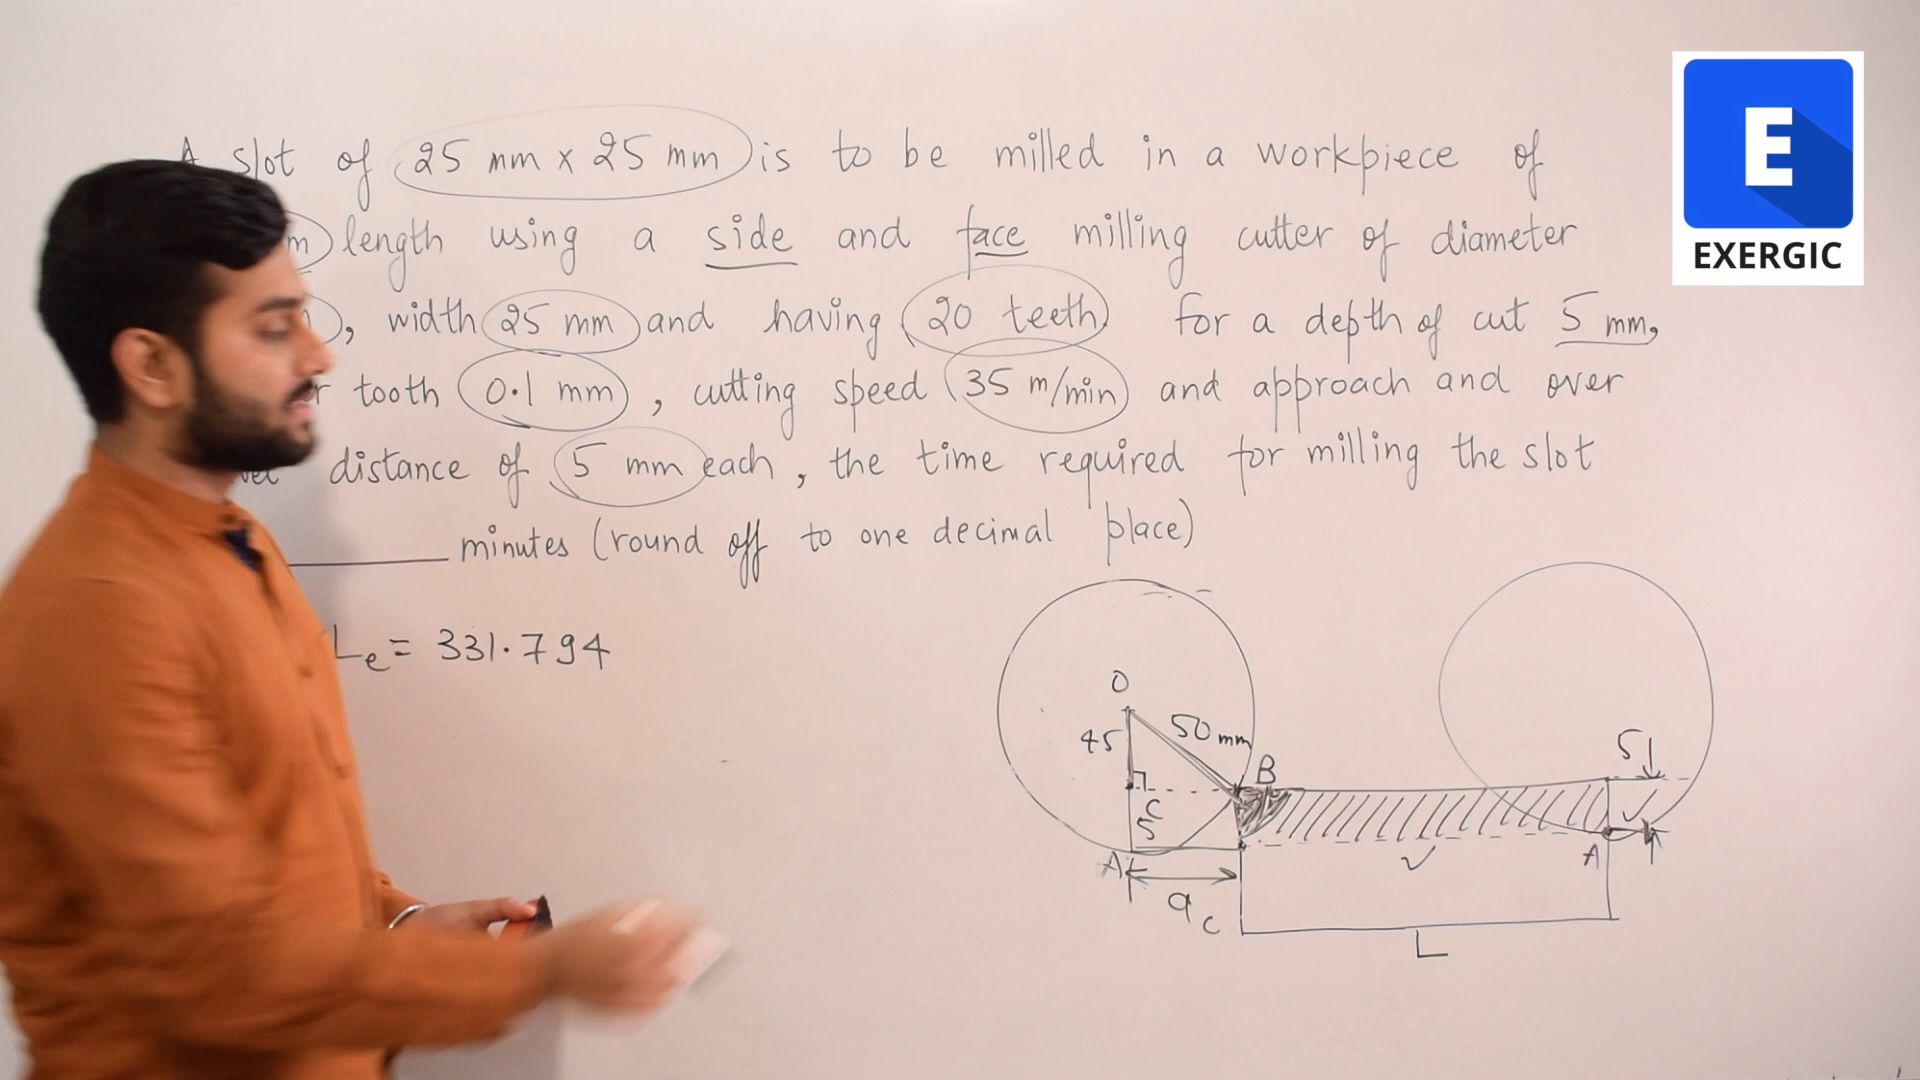 A slot of 25 mm x 25 mm is to be milled in a workpiece of
m length using a side and face milling cutter of diameter
, width 25 mm and having 20 teeth for a depth of cut 5 mm,
r tooth 0.1 mm, cutting speed 35 m/min and approach and over
distance of 5 mm each, the time required for milling the slot
minutes (round off to one decimal place)
Le = 331.794
O
45
50 mm
B
C
5
A
ac
5
A
L
E
EXERGIC